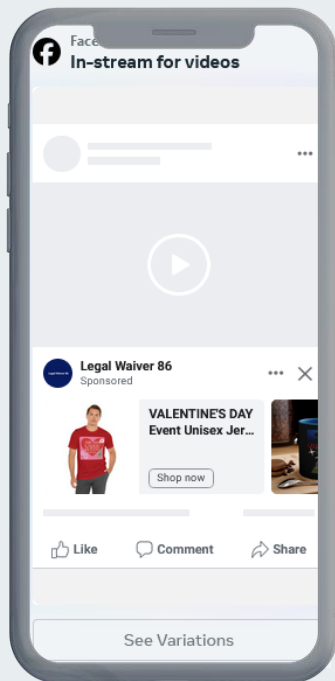 Face
In-stream for videos
Legal Waiver 86
Sponsored
VALENTINE'S DAY
Event Unisex Jer...
Shop now
Like
Comment
Share
See Variations